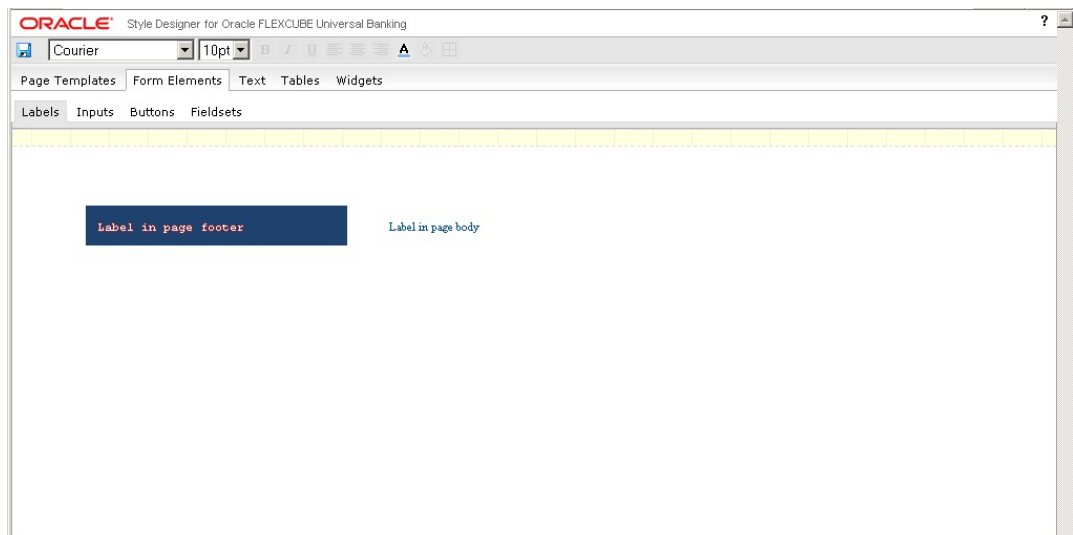 ORACLE® Style Designer for Oracle FLEXCUBE Universal Banking ?
Courier 10pt B I U A
Page Templates Form Elements Text Tables Widgets
Labels Inputs Buttons Fieldsets
Label in page footer Label in page body